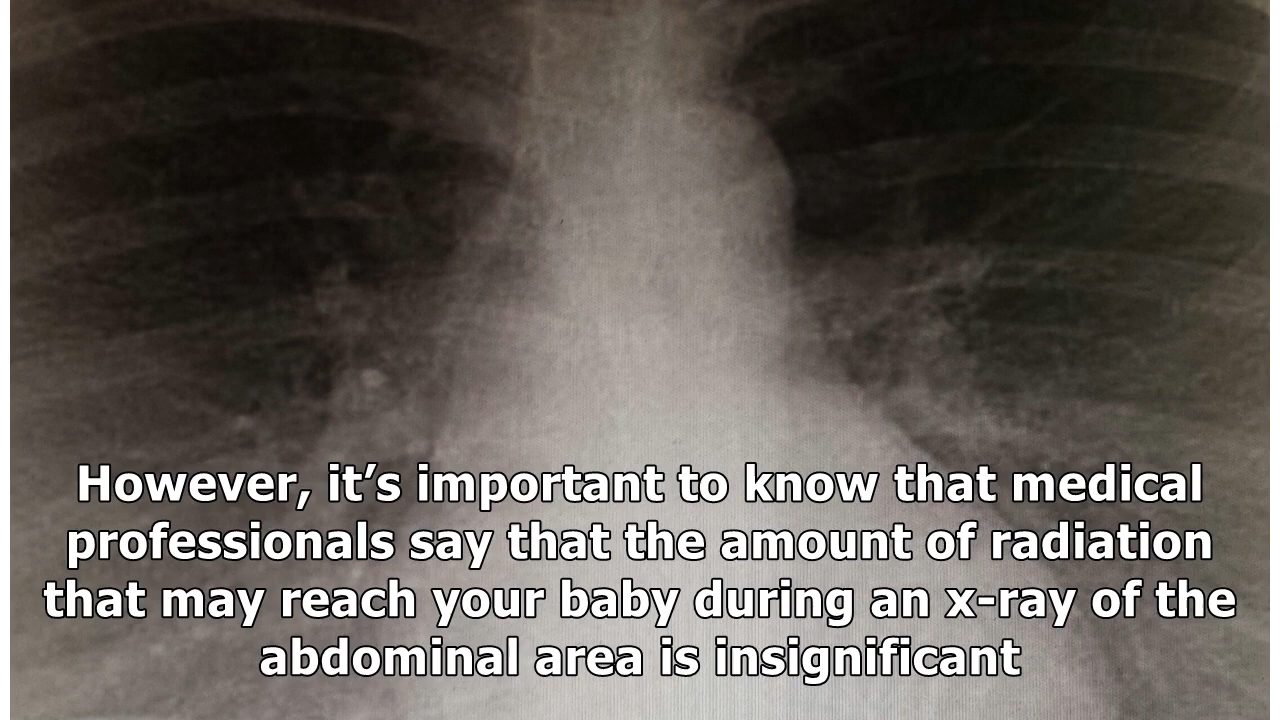 However, it’s important to know that medical
professionals say that the amount of radiation
that may reach your baby during an x-ray of the
abdominal area is insignificant